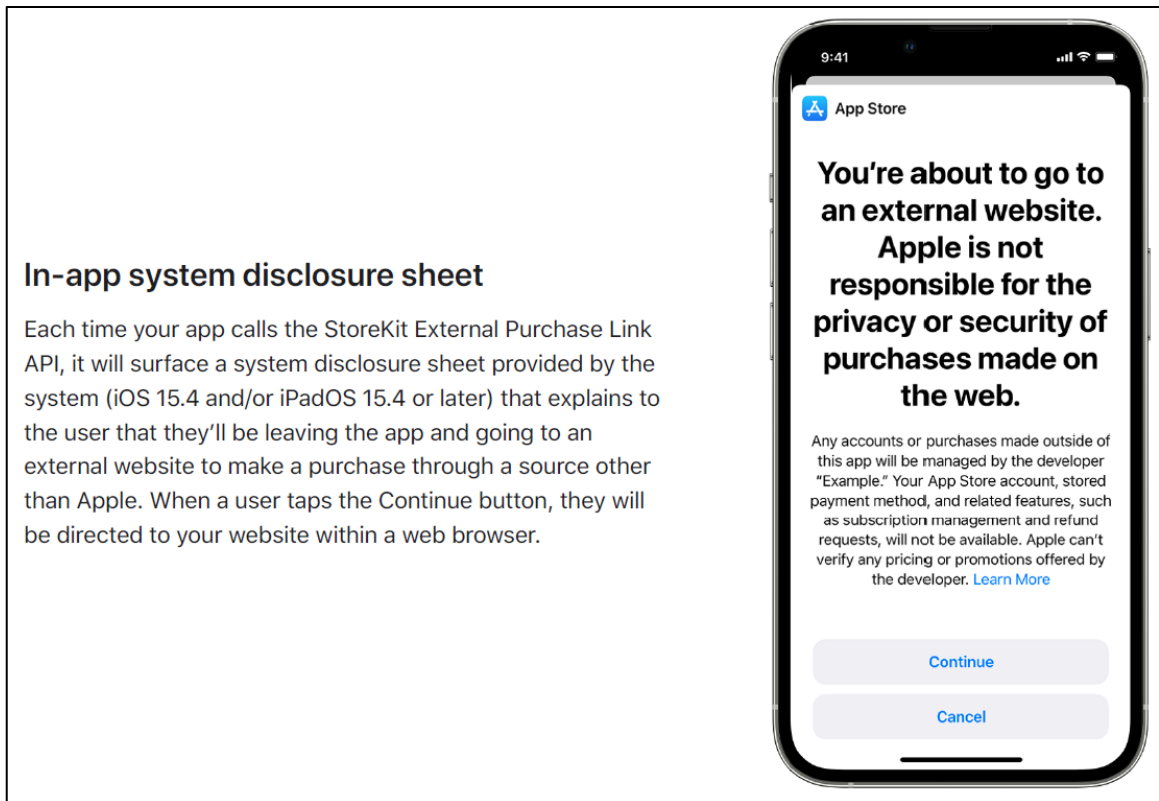 In-app system disclosure sheet
Each time your app calls the StoreKit External Purchase Link
API, it will surface a system disclosure sheet provided by the
system (iOS 15.4 and/or iPadOS 15.4 or later) that explains to
the user that they’ll be leaving the app and going to an
external website to make a purchase through a source other
than Apple. When a user taps the Continue button, they will
be directed to your website within a web browser.
9:41
App Store
You’re about to go to
an external website.
Apple is not
responsible for the
privacy or security of
purchases made on
the web.
Any accounts or purchases made outside of
this app will be managed by the developer
“Example.” Your App Store account, stored
payment method, and related features, such
as subscription management and refund
requests, will not be available. Apple can’t
verify any pricing or promotions offered by
the developer. Learn More
Continue
Cancel